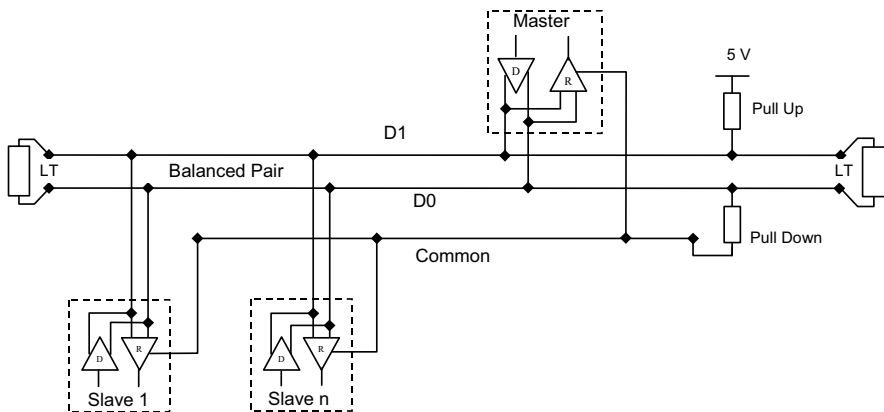 Master
D
R
5 V
Pull Up
D1
LT
Balanced Pair
LT
D0
Common
Pull Down
D
R
D
R
Slave 1
Slave n